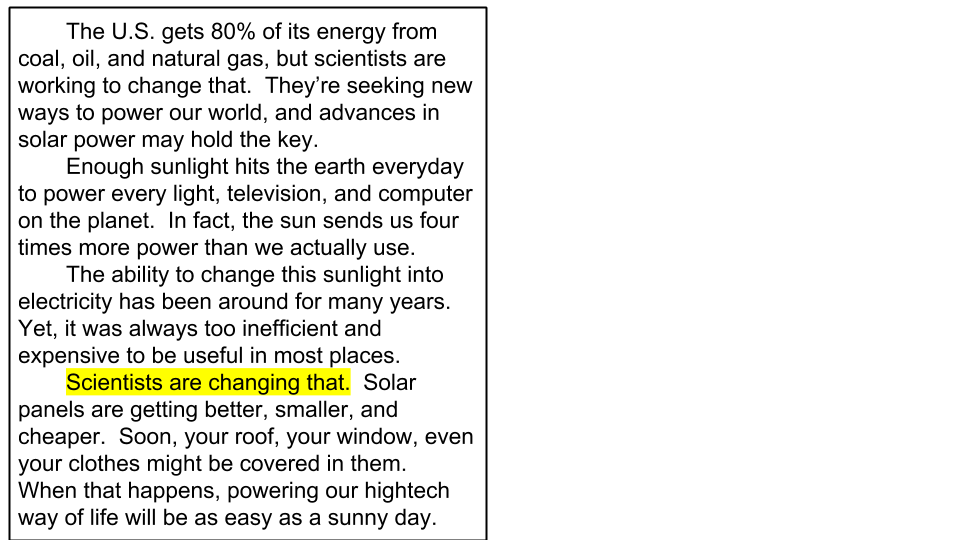 The U.S. gets 80% of its energy from
coal, oil, and natural gas, but scientists are
working to change that.  They're seeking new
ways to power our world, and advances in
solar power may hold the key.
Enough sunlight hits the earth everyday
to power every light, television, and computer
on the planet.  In fact, the sun sends us four
times more power than we actually use.
The ability to change this sunlight into
electricity has been around for many years.
Yet, it was always too inefficient and
expensive to be useful in most places.
Scientists are changing that.  Solar
panels are getting better, smaller, and
cheaper.  Soon, your roof, your window, even
your clothes might be covered in them.
When that happens, powering our hightech
way of life will be as easy as a sunny day.